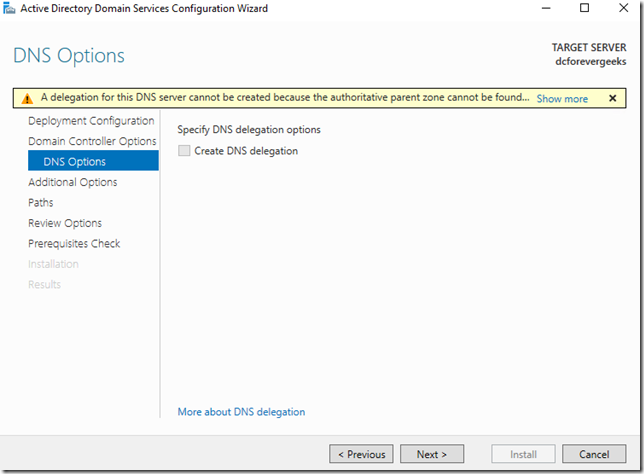 Active Directory Domain Services Configuration Wizard
DNS Options
TARGET SERVER
dcforevergeeks
A delegation for this DNS server cannot be created because the authoritative parent zone cannot be found... Show more
Deployment Configuration
Domain Controller Options
DNS Options
Additional Options
Paths
Review Options
Prerequisites Check
Installation
Results
Specify DNS delegation options
Create DNS delegation
More about DNS delegation
< Previous Next > Install Cancel